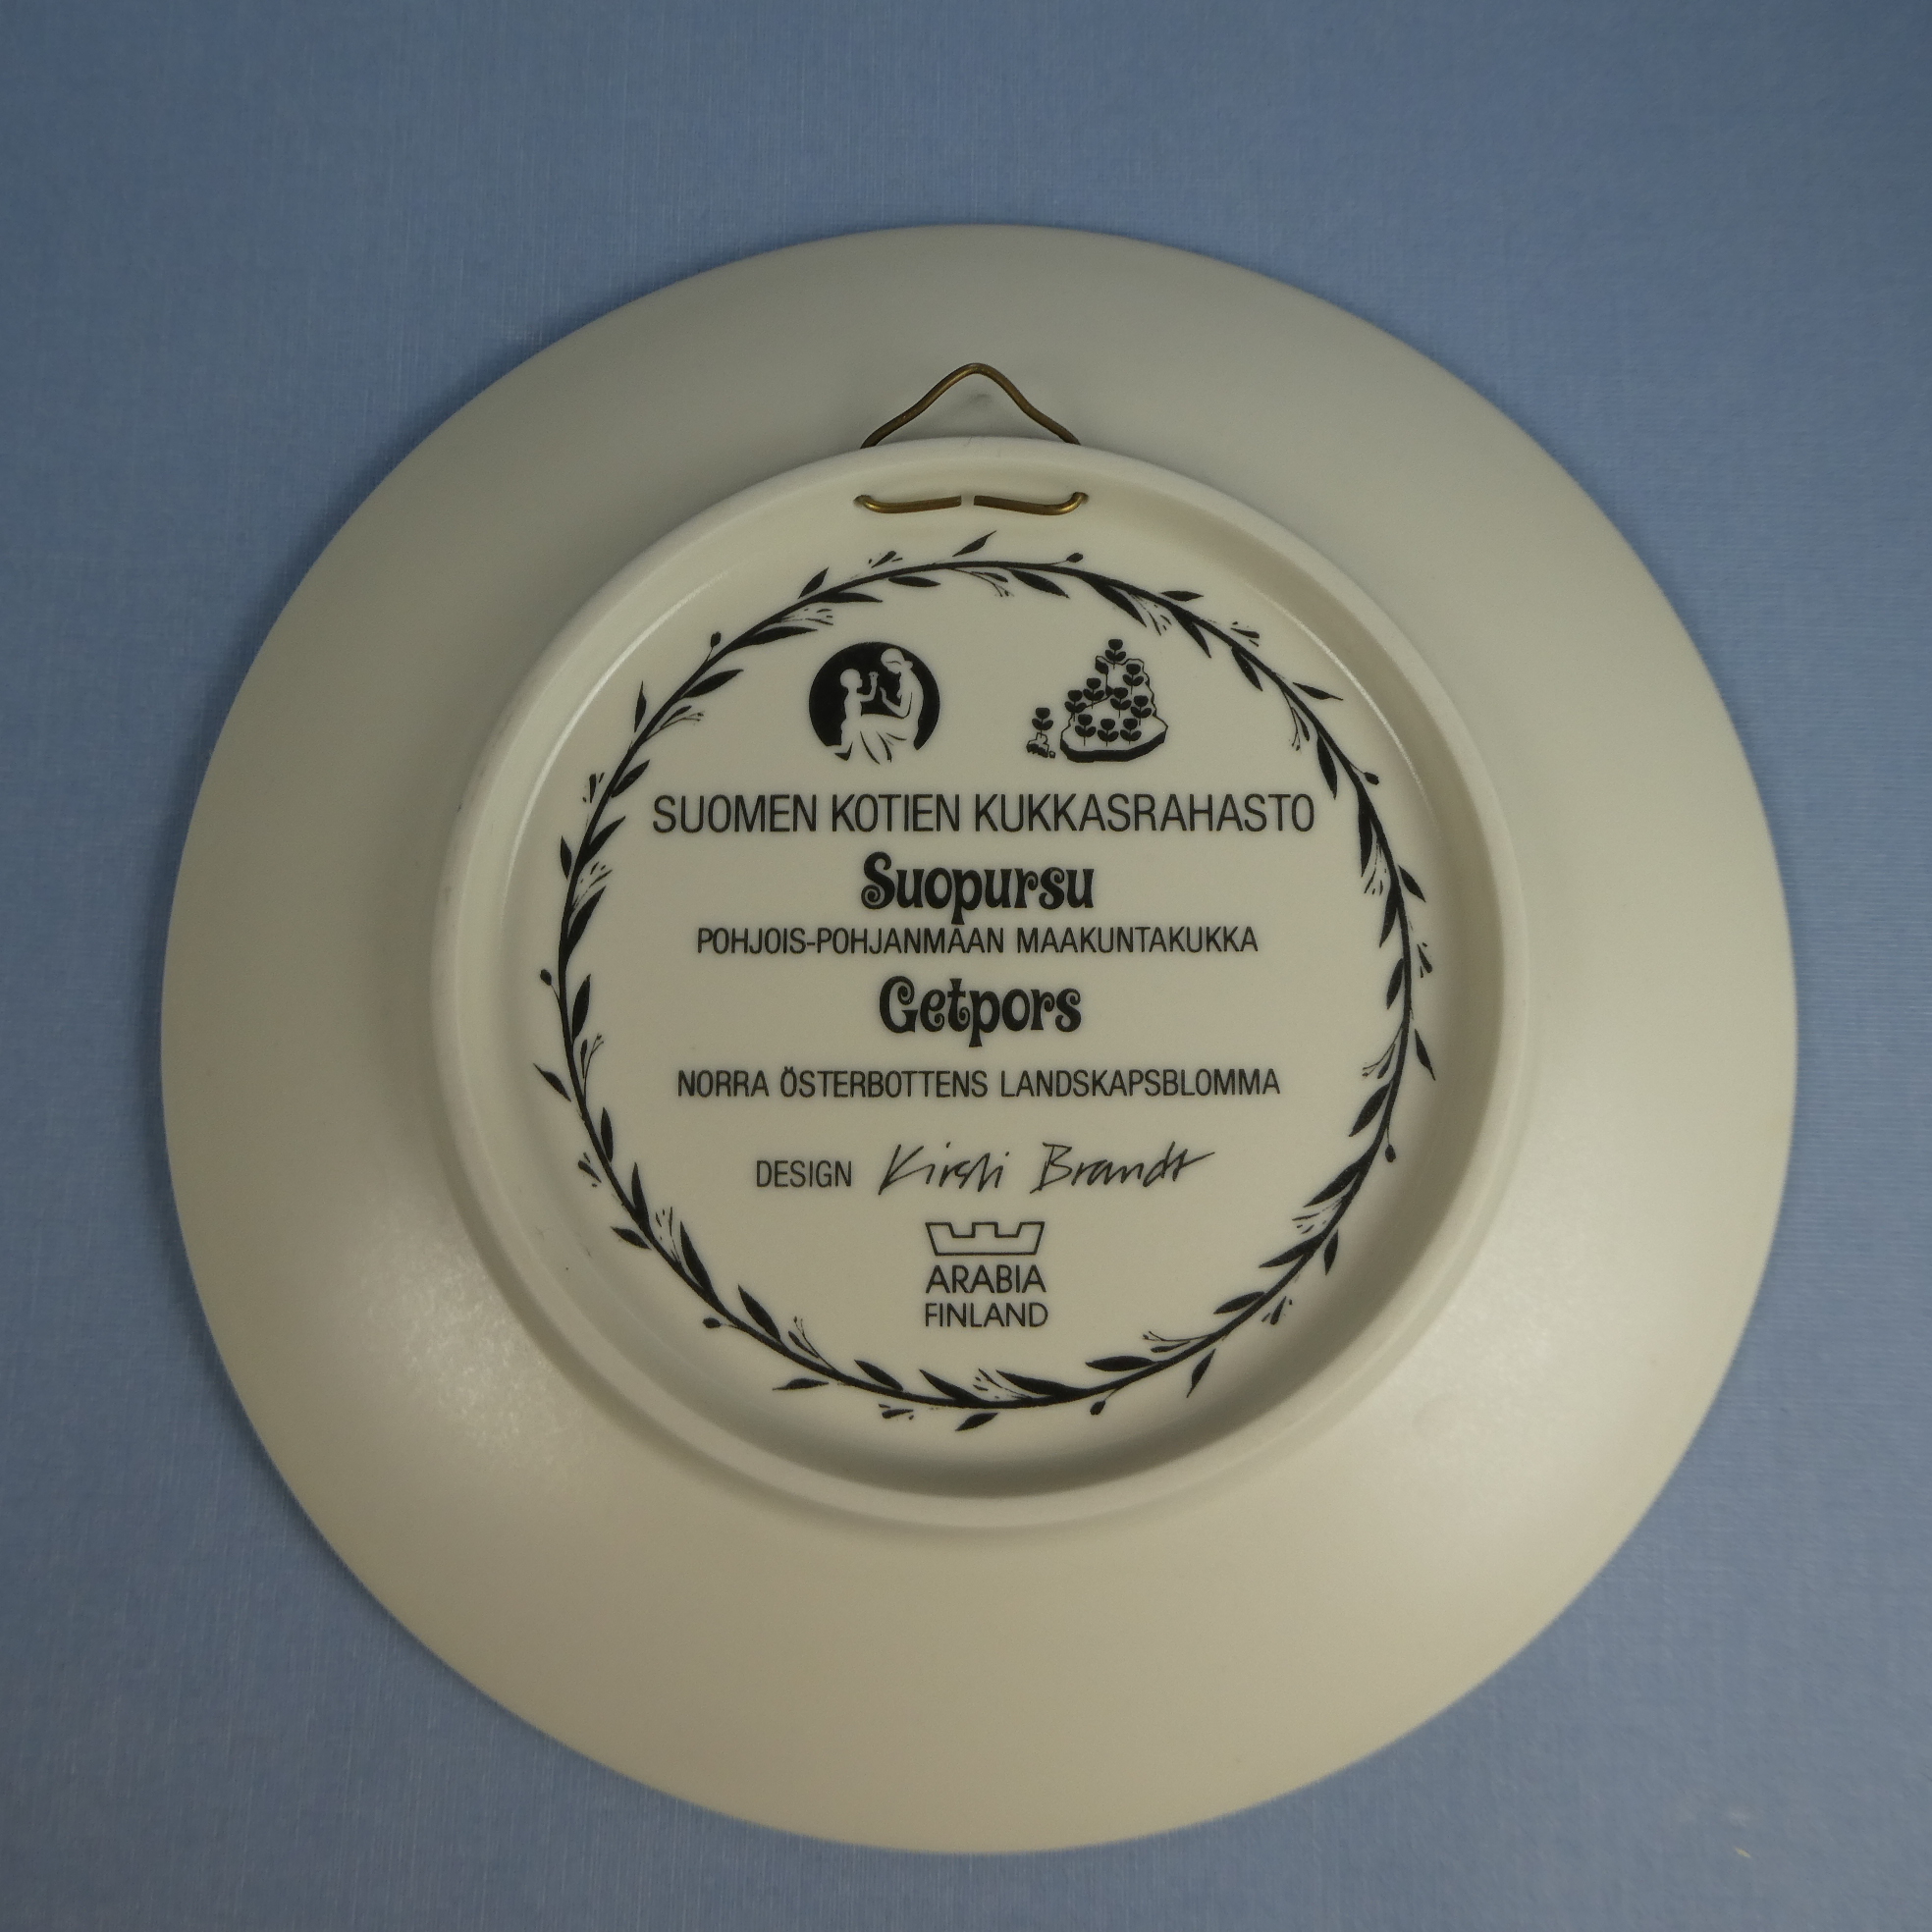 SUOMEN KOTIEN KUKKASRAHASTO
Suopursu
POHJOIS-POHJANMAAN MAAKUNTAKUKKA
Getpors
NORRA ÖSTERBOTTENS LANDSKAPSBLOMMA
DESIGN Kirsti Brandt
ARABIA
FINLAND